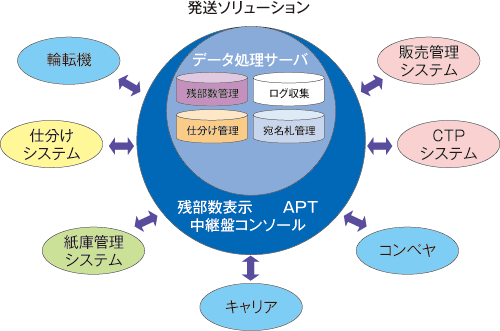 発送ソリューション
データ処理サーバ
残部数管理
ログ収集
仕分け管理
宛名札管理
残部数表示 APT
中継盤コンソール
輪転機
仕分け
システム
紙庫管理
システム
キャリア
コンベヤ
CTP
システム
販売管理
システム